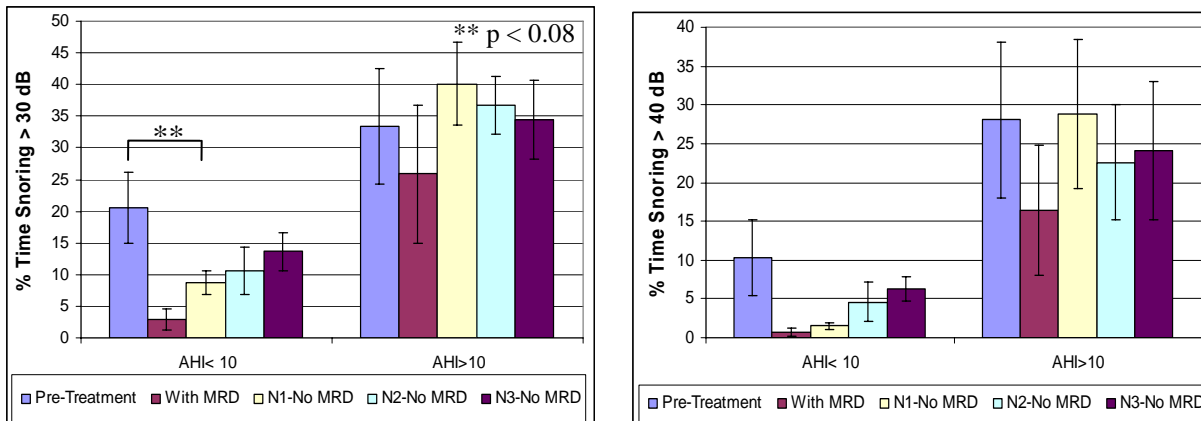 % Time Snoring > 30 dB
50
45
40
35
30
25
20
15
10
5
0
** p < 0.08
**
AHI< 10
AHI>10
Pre-Treatment With MRD N1-No MRD N2-No MRD N3-No MRD
% Time Snoring > 40 dB
40
35
30
25
20
15
10
5
0
AHI< 10
AHI>10
Pre-Treatment With MRD N1-No MRD N2-No MRD N3-No MRD